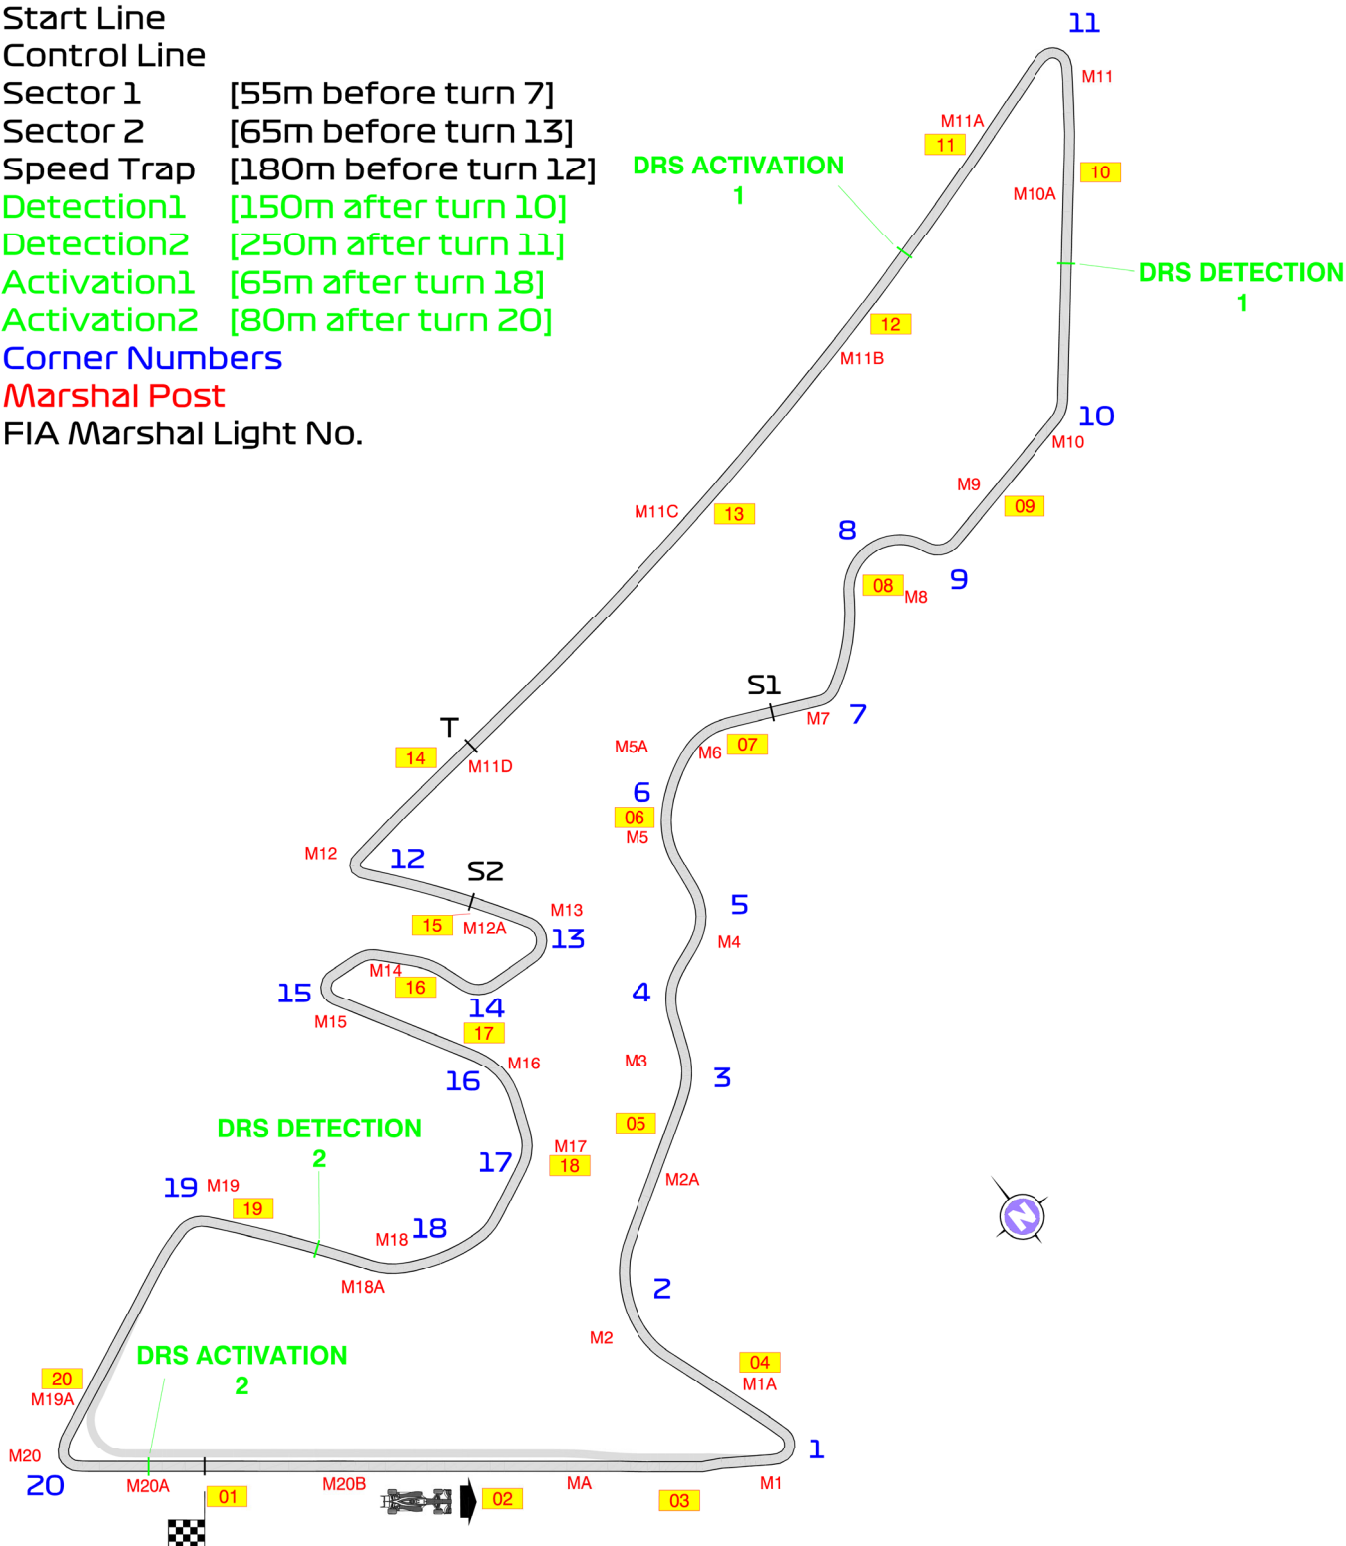 Start Line
Control Line
Sector 1 [55m before turn 7]
Sector 2 [65m before turn 13]
Speed Trap [180m before turn 12]
Detection1 [150m after turn 10]
Detection2 [250m after turn 11]
Activation1 [65m after turn 18]
Activation2 [80m after turn 20]
Corner Numbers
Marshal Post
FIA Marshal Light No.
11
M11
M11A
11
DRS ACTIVATION
1
10
M10A
DRS DETECTION
1
12
M11B
10
M10
M9
09
M11C
13
8
9
08
M8
S1
7
M7
T
14
M11D
M5A
M6
07
6
06
M5
M12
12
S2
5
M4
15
M12A
M13
13
M14
16
15
14
4
M15
17
M16
16
M3
3
05
DRS DETECTION
2
M17
18
17
M2A
19
M19
19
18
M18
M18A
N
2
M2
DRS ACTIVATION
2
04
M1A
20
M19A
M20
20
M20A
01
M20B
02
MA
03
M1
1